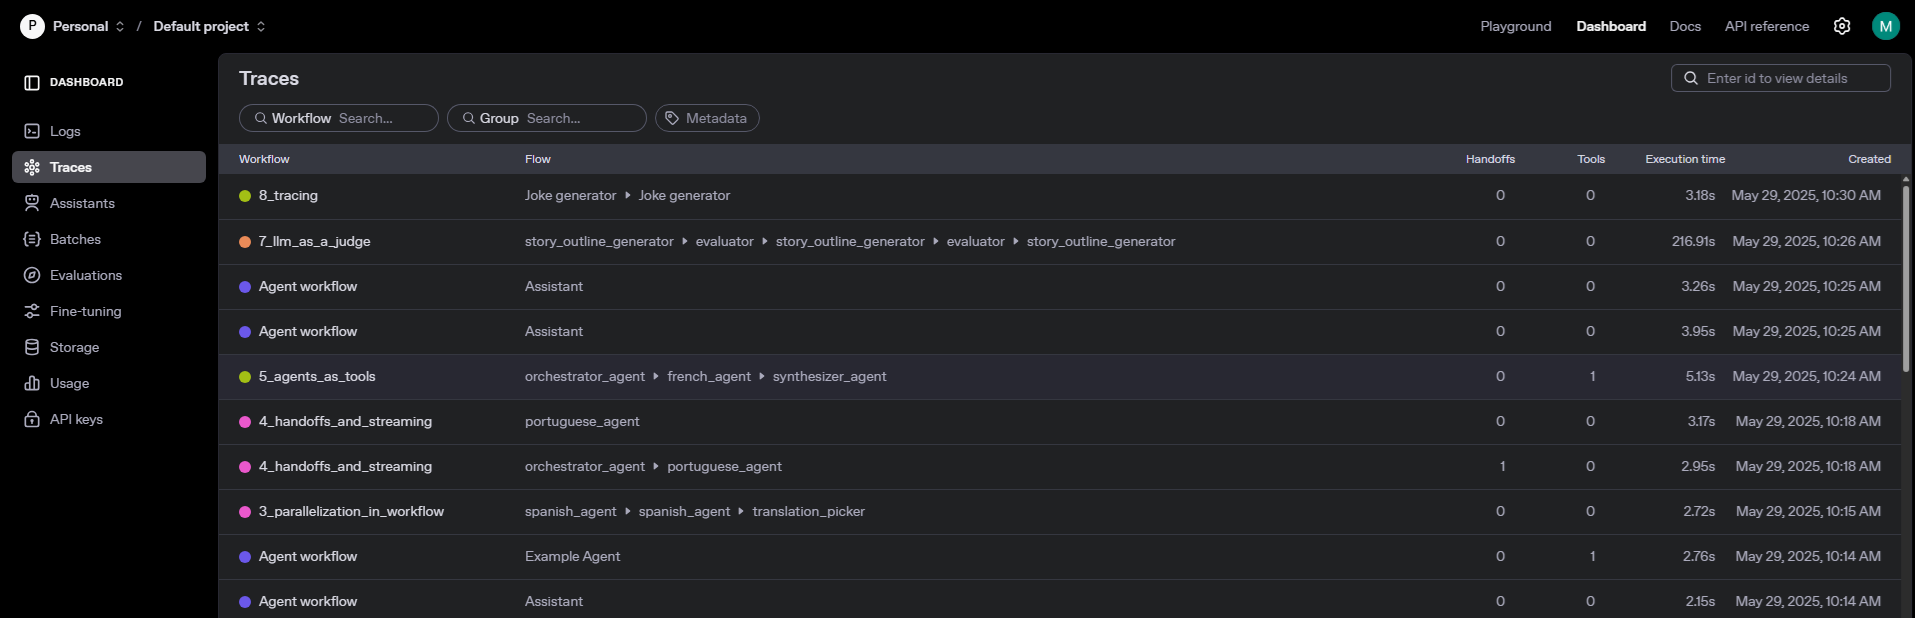 P Personal / Default project Playground Dashboard Docs API reference M
DASHBOARD
Logs
Traces
Assistants
Batches
Evaluations
Fine-tuning
Storage
Usage
API keys
Traces
Enter id to view details
Workflow Search... Group Search... Metadata
Workflow Flow Handoffs Tools Execution time Created
8_tracing Joke generator Joke generator 0 0 3.18s May 29, 2025, 10:30 AM
7_llm_as_a_judge story_outline_generator evaluator story_outline_generator evaluator story_outline_generator 0 0 216.91s May 29, 2025, 10:26 AM
Agent workflow Assistant 0 0 3.26s May 29, 2025, 10:25 AM
Agent workflow Assistant 0 0 3.95s May 29, 2025, 10:25 AM
5_agents_as_tools orchestrator_agent french_agent synthesizer_agent 0 1 5.13s May 29, 2025, 10:24 AM
4_handoffs_and_streaming portuguese_agent 0 0 3.17s May 29, 2025, 10:18 AM
4_handoffs_and_streaming orchestrator_agent portuguese_agent 1 0 2.95s May 29, 2025, 10:18 AM
3_parallelization_in_workflow spanish_agent spanish_agent translation_picker 0 0 2.72s May 29, 2025, 10:15 AM
Agent workflow Example Agent 0 1 2.76s May 29, 2025, 10:14 AM
Agent workflow Assistant 0 0 2.15s May 29, 2025, 10:14 AM